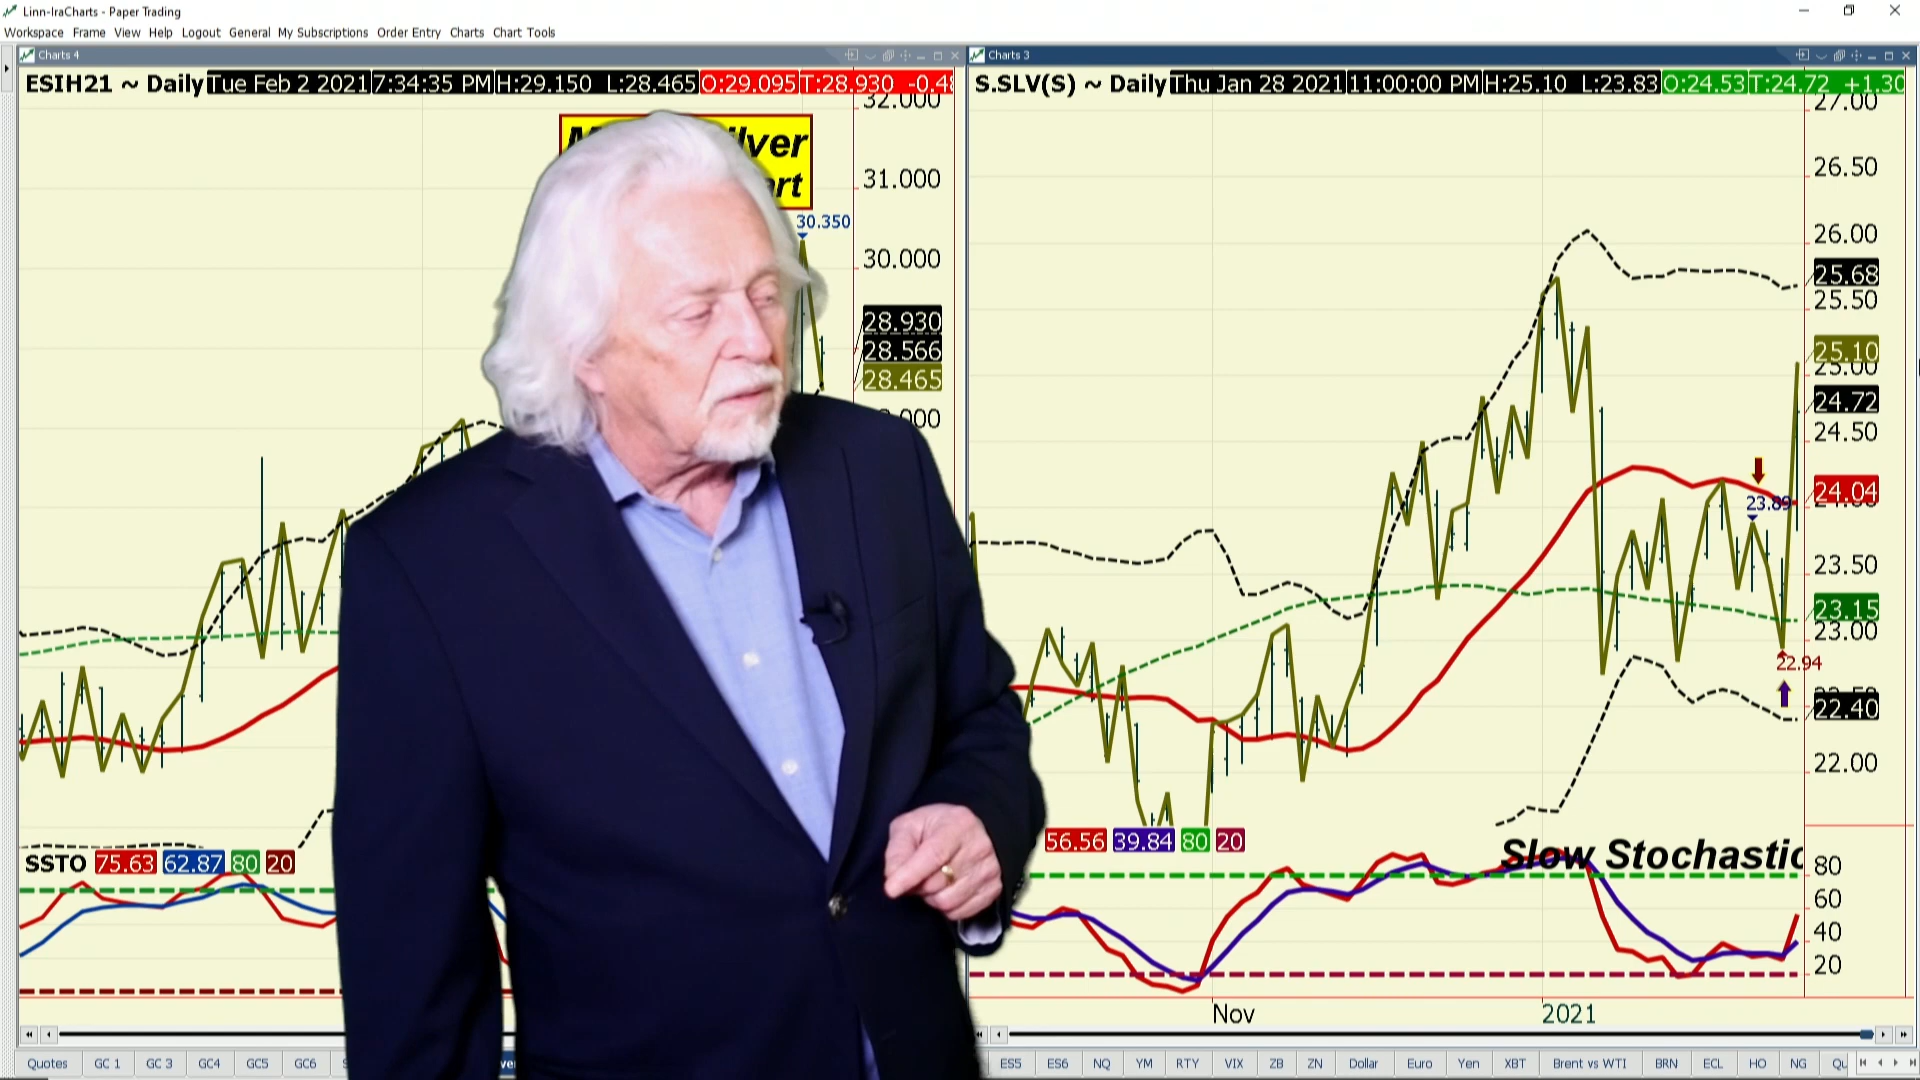 Linn-IraCharts - Paper Trading
Workspace Frame View Help Logout General My Subscriptions Order Entry Charts Chart Tools
Charts 4
ESIH21 ~ Daily Tue Feb 2 2021 7:34:35 PM H:29.150 L:28.465 O:29.095 T:28.930
32.000
31.000
30.350
30.000
28.930
28.566
28.465
SSTO 75.63 62.87 80 20
Charts 3
S.SLV(S) ~ Daily Thu Jan 28 2021 11:00:00 PM H:25.10 L:23.83 O:24.53 T:24.72 +1.30
27.00
26.50
26.00
25.68
25.50
25.10
25.00
24.72
24.50
24.04
23.89
23.50
23.15
23.00
22.94
22.50
22.40
22.00
56.56 39.84 80 20
Slow Stochastic
80
60
40
20
Nov 2021
Quotes GC 1 GC 3 GC4 GC5 GC6
ES5 ES6 NQ YM RTY VIX ZB ZN Dollar Euro Yen XBT Brent vs WTI BRN ECL HO NG